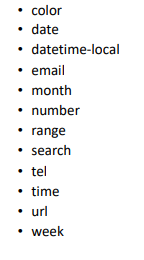 • color
• date
• datetime-local
• email
• month
• number
• range
• search
• tel
• time
• url
• week